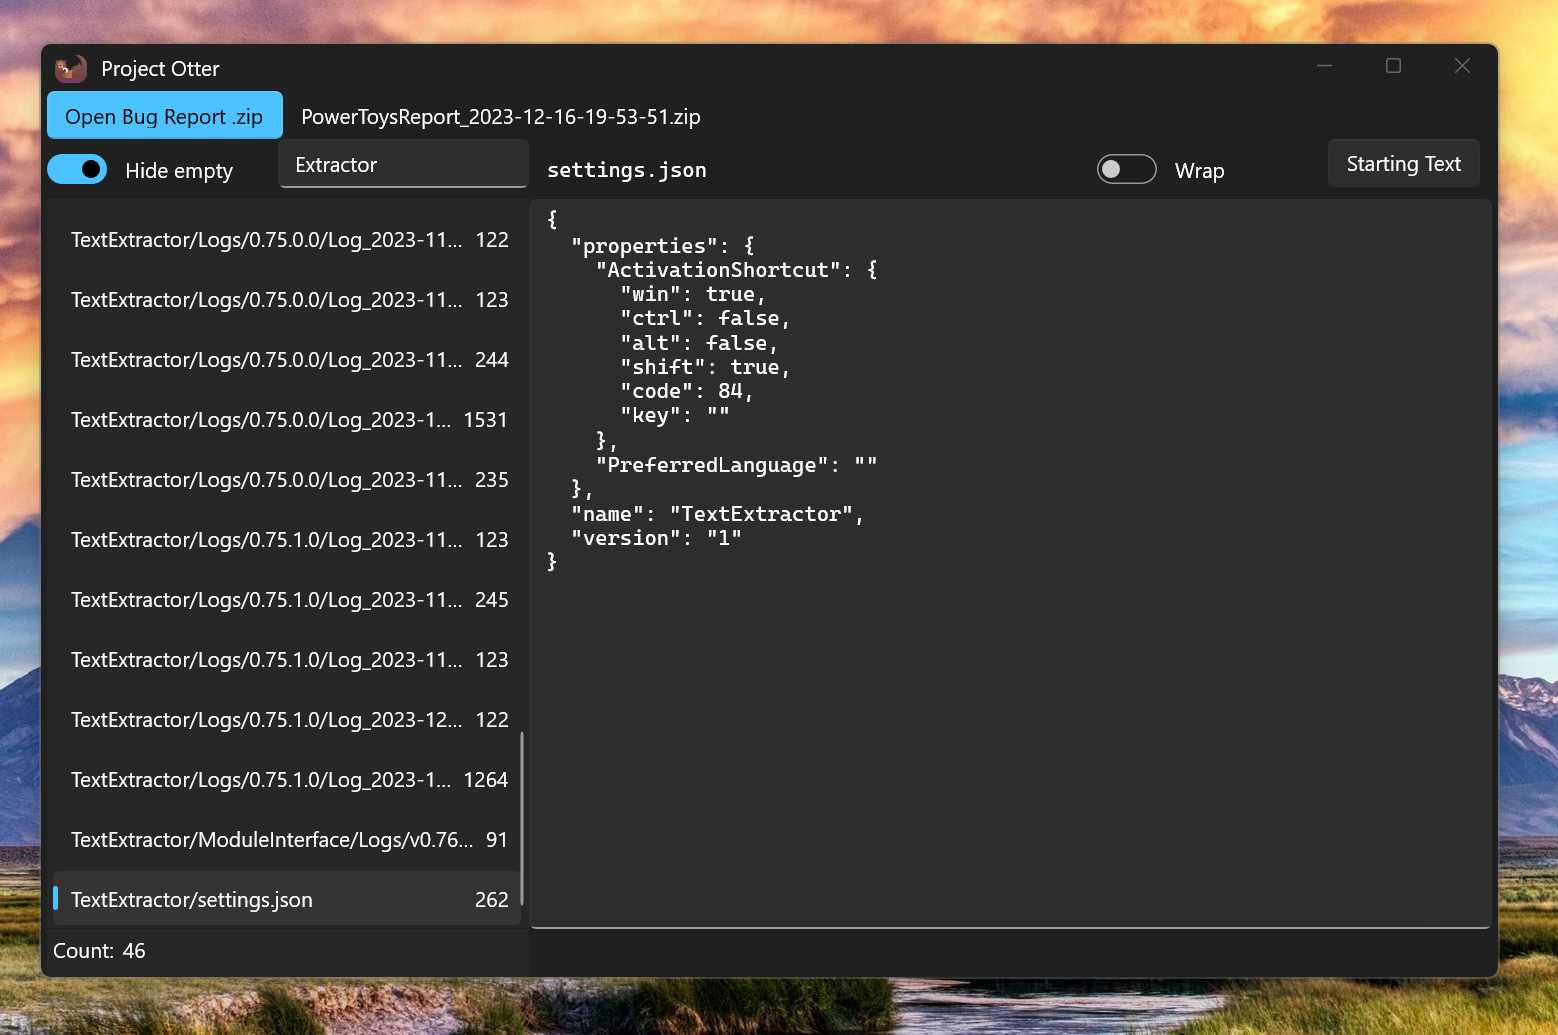 Project Otter
Open Bug Report .zip PowerToysReport_2023-12-16-19-53-51.zip
Hide empty Extractor settings.json Wrap Starting Text
TextExtractor/Logs/0.75.0.0/Log_2023-11... 122
TextExtractor/Logs/0.75.0.0/Log_2023-11... 123
TextExtractor/Logs/0.75.0.0/Log_2023-11... 244
TextExtractor/Logs/0.75.0.0/Log_2023-1... 1531
TextExtractor/Logs/0.75.0.0/Log_2023-11... 235
TextExtractor/Logs/0.75.1.0/Log_2023-11... 123
TextExtractor/Logs/0.75.1.0/Log_2023-11... 245
TextExtractor/Logs/0.75.1.0/Log_2023-11... 123
TextExtractor/Logs/0.75.1.0/Log_2023-12... 122
TextExtractor/Logs/0.75.1.0/Log_2023-1... 1264
TextExtractor/ModuleInterface/Logs/v0.76... 91
TextExtractor/settings.json 262
Count: 46
{
  "properties": {
    "ActivationShortcut": {
      "win": true,
      "ctrl": false,
      "alt": false,
      "shift": true,
      "code": 84,
      "key": ""
    },
    "PreferredLanguage": ""
  },
  "name": "TextExtractor",
  "version": "1"
}